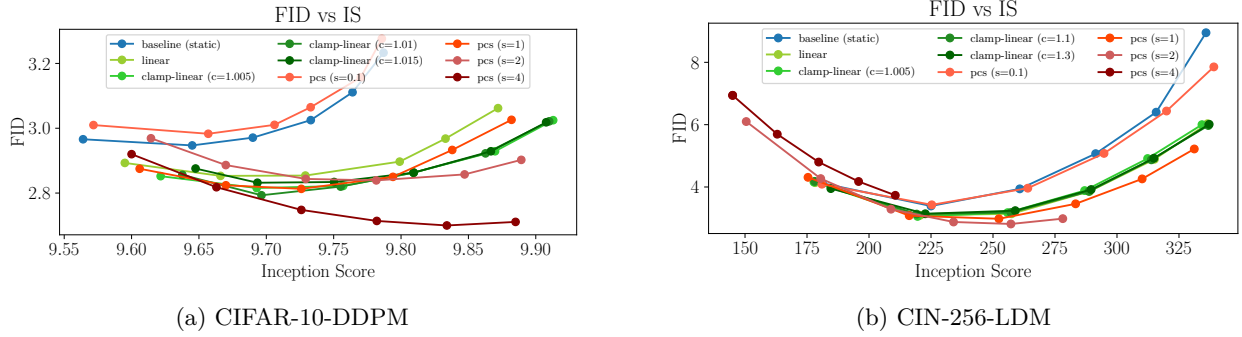 FID vs IS
baseline (static)
linear
clamp-linear (c=1.005)
clamp-linear (c=1.01)
clamp-linear (c=1.015)
pcs (s=0.1)
pcs (s=1)
pcs (s=2)
pcs (s=4)
FID
3.2
3.0
2.8
9.55 9.60 9.65 9.70 9.75 9.80 9.85 9.90
Inception Score
(a) CIFAR-10-DDPM
FID vs IS
baseline (static)
linear
clamp-linear (c=1.005)
clamp-linear (c=1.1)
clamp-linear (c=1.3)
pcs (s=0.1)
pcs (s=1)
pcs (s=2)
pcs (s=4)
FID
8
6
4
150 175 200 225 250 275 300 325
Inception Score
(b) CIN-256-LDM